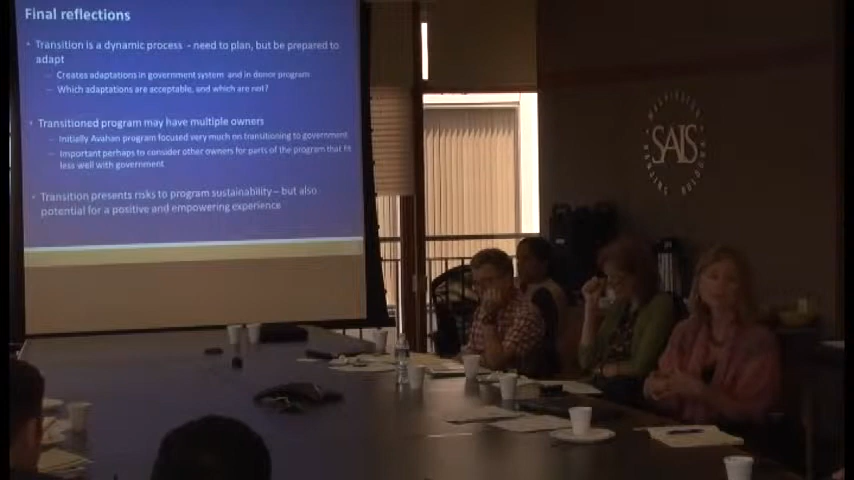 Final reflections
• Transition is a dynamic process - need to plan, but be prepared to
adapt
– Creates adaptations in government system and in donor program
– Which adaptations are acceptable, and which are not?
• Transitioned program may have multiple owners
– Initially Avahan program focused very much on transitioning to government
– Important perhaps to consider other owners for parts of the program that fit
less well with government
• Transition presents risks to program sustainability – but also
potential for a positive and empowering experience
SAIS